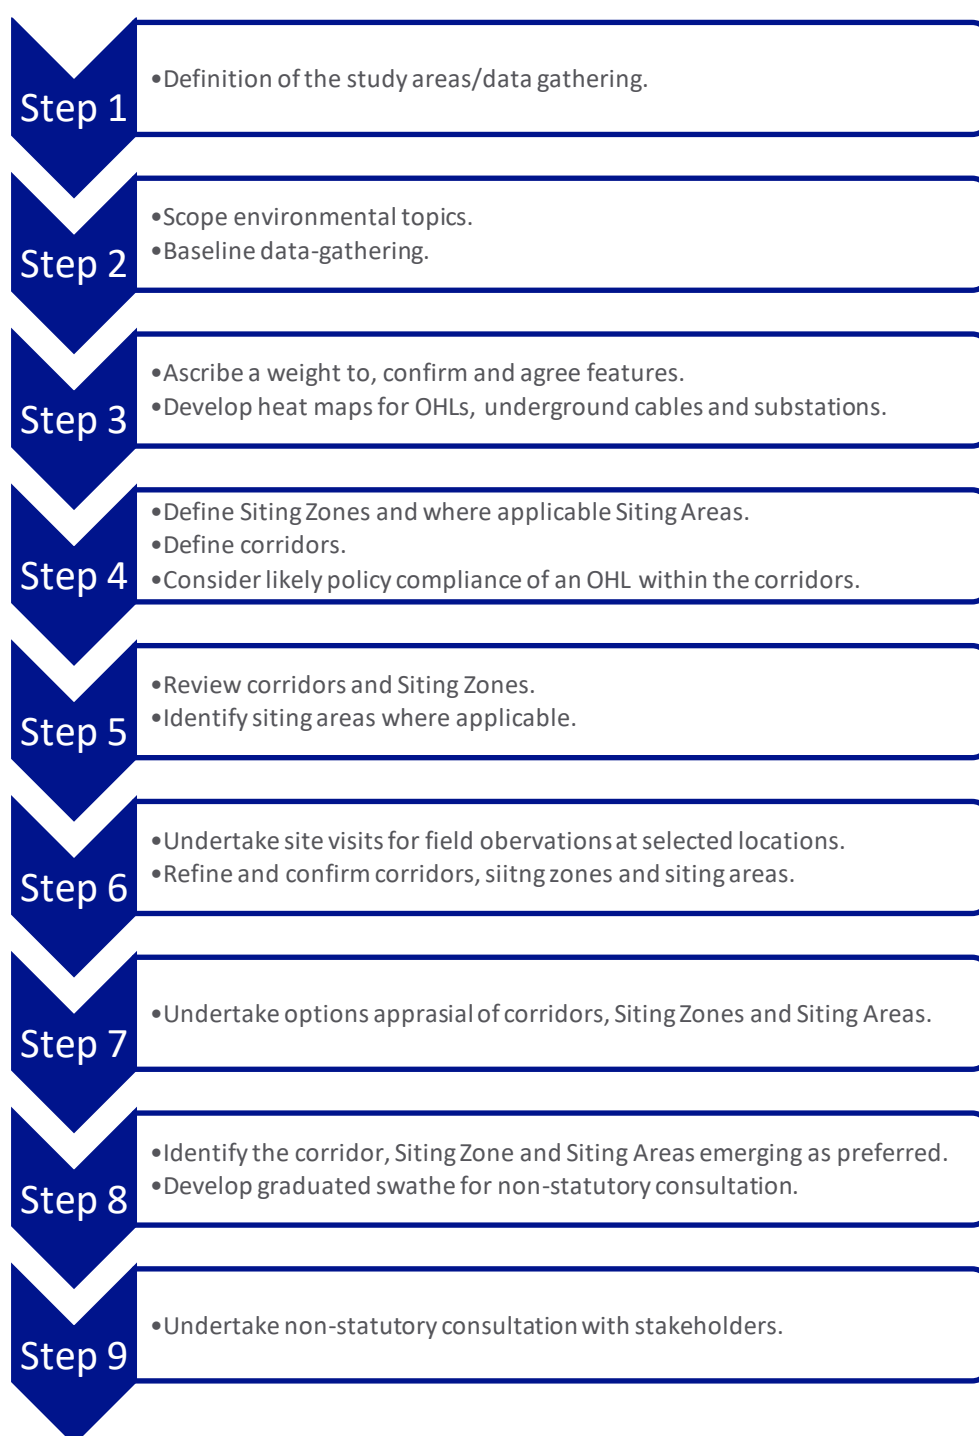 Step 1
•Definition of the study areas/data gathering.
Step 2
•Scope environmental topics.
•Baseline data-gathering.
Step 3
•Ascribe a weight to, confirm and agree features.
•Develop heat maps for OHLs, underground cables and substations.
Step 4
•Define Siting Zones and where applicable Siting Areas.
•Define corridors.
•Consider likely policy compliance of an OHL within the corridors.
Step 5
•Review corridors and Siting Zones.
•Identify siting areas where applicable.
Step 6
•Undertake site visits for field obervations at selected locations.
•Refine and confirm corridors, siitng zones and siting areas.
Step 7
•Undertake options apprasial of corridors, Siting Zones and Siting Areas.
Step 8
•Identify the corridor, Siting Zone and Siting Areas emerging as preferred.
•Develop graduated swathe for non-statutory consultation.
Step 9
•Undertake non-statutory consultation with stakeholders.